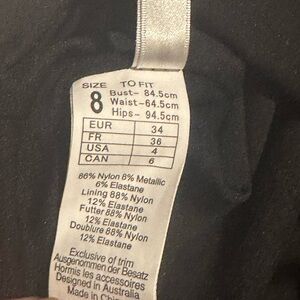 SIZE TO FIT
8 Bust- 84.5cm
Waist-64.5cm
Hips- 94.5cm
EUR 34
FR 36
USA 4
CAN 6
86% Nylon 8% Metallic
6% Elastane
Lining 88% Nylon
12% Elastane
Futter 88% Nylon
12% Elastane
Doublure 88% Nylon
12% Elastane
Exclusive of trim
Ausgenommen der Besatz
Hormis les accessoires
Designed in Australia
Made in